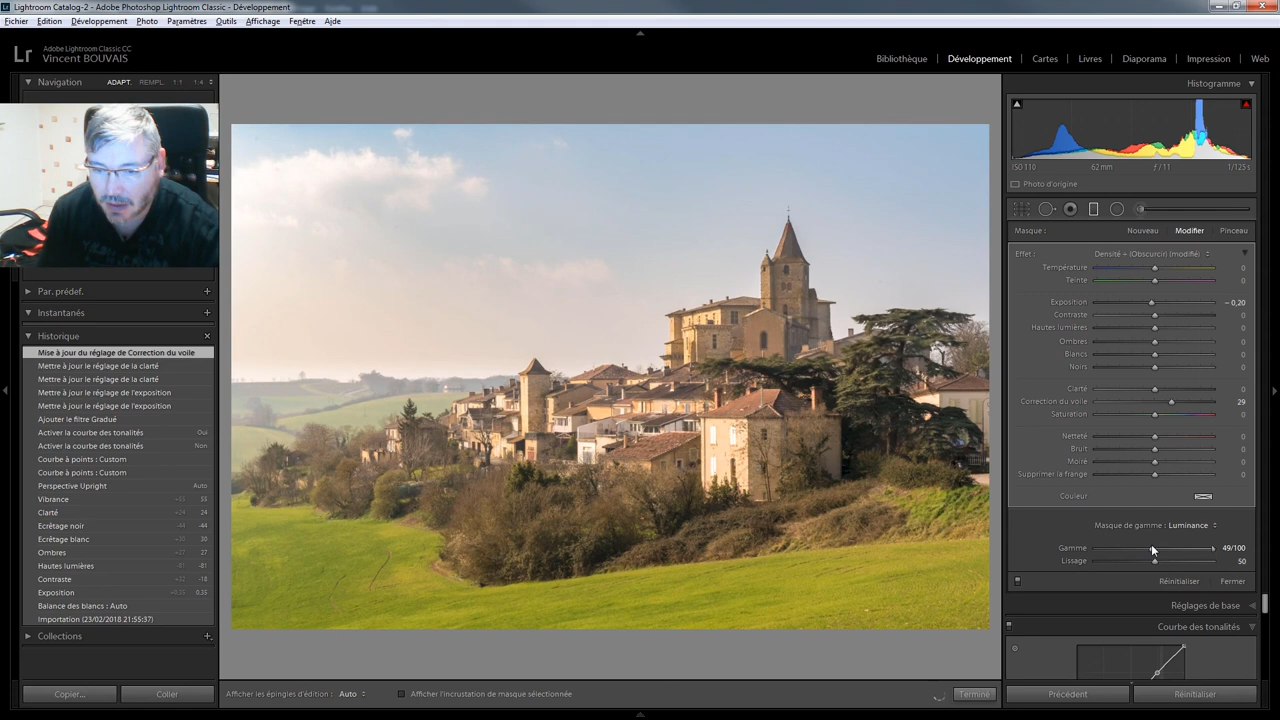 Lightroom Catalog-2 - Adobe Photoshop Lightroom Classic - Développement
Fichier Edition Développement Photo Paramètres Outils Affichage Fenêtre Aide
Lr
Adobe Lightroom Classic CC
Vincent BOUVAIS
Bibliothèque Développement Cartes Livres Diaporama Impression Web
Navigation ADAPT. REMPL. 1:1 1:4
Par. prédef.
Instantanés
Historique
Mise à jour du réglage de Correction du voile
Mettre à jour le réglage de la clarté
Mettre à jour le réglage de la clarté
Mettre à jour le réglage de l'exposition
Mettre à jour le réglage de l'exposition
Ajouter le filtre Gradué
Activer la courbe des tonalités Oui
Activer la courbe des tonalités Non
Courbe à points : Custom
Courbe à points : Custom
Perspective Upright Auto
Vibrance +55 55
Clarté +24 24
Ecrêtage noir -44 -44
Ecrêtage blanc +30 30
Ombres +27 27
Hautes lumières
Contraste -18
Exposition +0,35 0,35
Balance des blancs : Auto
Importation (23/02/2018 21:55:37)
Collections
Copier... Coller
Afficher les épingles d'édition : Auto
Afficher l'incrustation de masque sélectionnée
Terminé
Histogramme
ISO 110 62 mm ƒ / 11 1/125 s
Photo d'origine
Masque : Nouveau Modifier Pinceau
Effet : Densité ÷ (Obscurcir) (modifié)
Température 0
Teinte 0
Exposition – 0,20
Contraste 0
Hautes lumières 0
Ombres 0
Blancs 0
Noirs 0
Clarté 0
Correction du voile 29
Saturation 0
Netteté 0
Bruit 0
Moiré 0
Supprimer la frange 0
Couleur
Masque de gamme : Luminance
Gamme 49/100
Lissage 50
Réinitialiser Fermer
Réglages de base
Courbe des tonalités
Précédent Réinitialiser